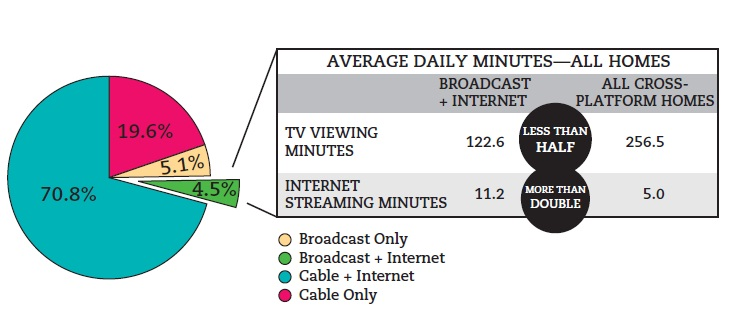 AVERAGE DAILY MINUTES—ALL HOMES
BROADCAST
+ INTERNET
ALL CROSS-
PLATFORM HOMES
TV VIEWING
MINUTES
122.6
LESS THAN
HALF
256.5
INTERNET
STREAMING MINUTES
11.2
MORE THAN
DOUBLE
5.0
19.6%
5.1%
4.5%
70.8%
Broadcast Only
Broadcast + Internet
Cable + Internet
Cable Only